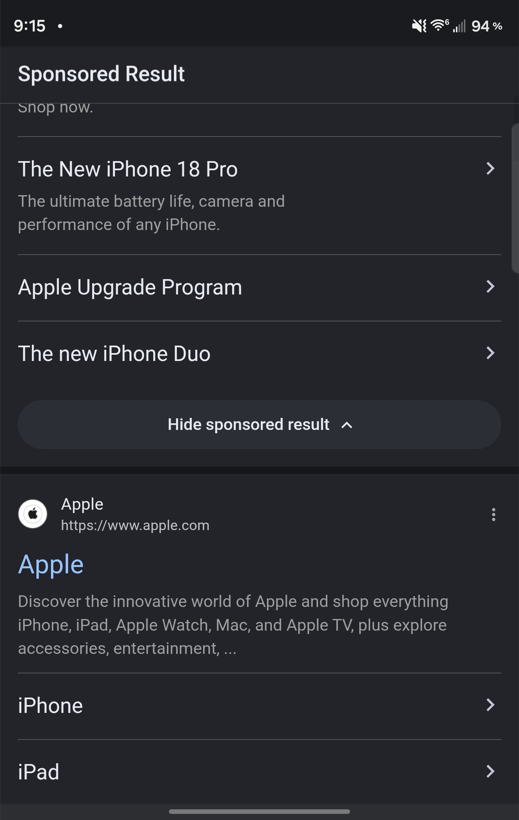 9:15
6
94 %
Sponsored Result
Shop now.
The New iPhone 18 Pro
The ultimate battery life, camera and
performance of any iPhone.
Apple Upgrade Program
The new iPhone Duo
Hide sponsored result
Apple
https://www.apple.com
Apple
Discover the innovative world of Apple and shop everything
iPhone, iPad, Apple Watch, Mac, and Apple TV, plus explore
accessories, entertainment, ...
iPhone
iPad